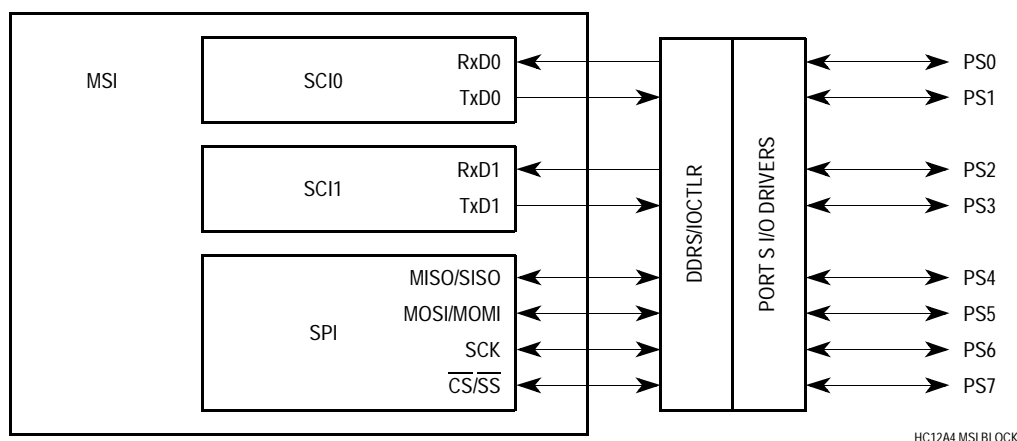 MSI
SCI0
RxD0
TxD0
SCI1
RxD1
TxD1
SPI
MISO/SISO
MOSI/MOMI
SCK
CS/SS
DDRS/IOCTLR
PORT S I/O DRIVERS
PS0
PS1
PS2
PS3
PS4
PS5
PS6
PS7
HC12A4 MSI BLOCK